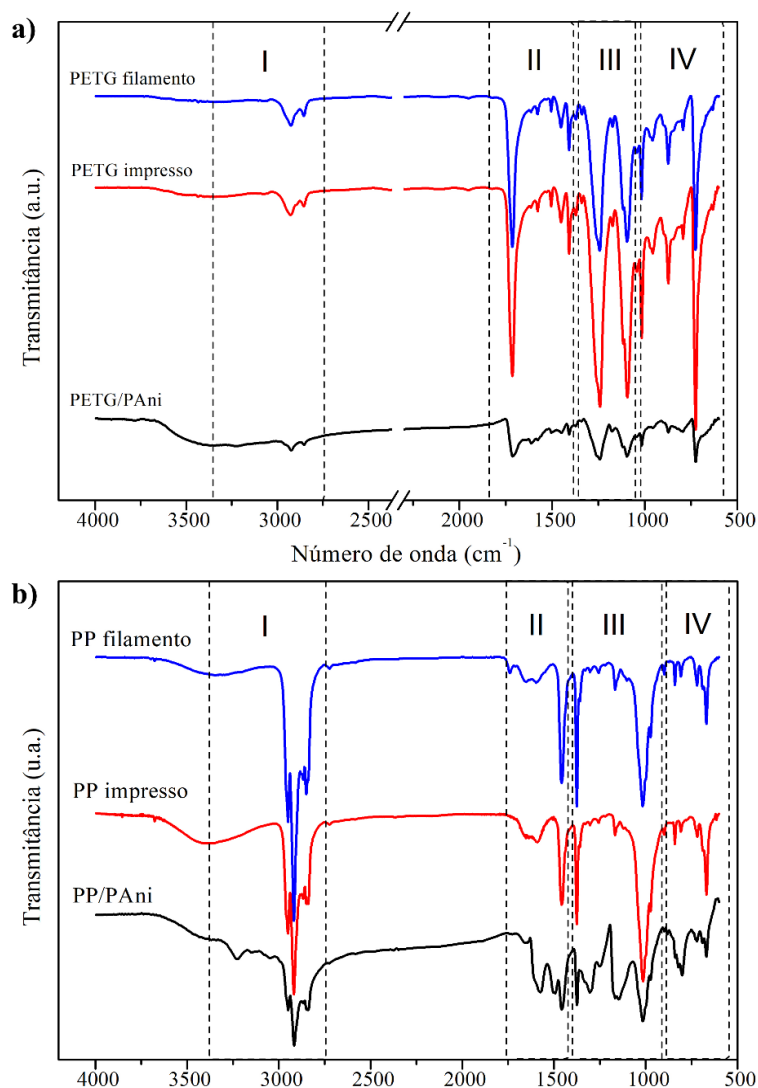 a)
I
II
III
IV
PETG filamento
PETG impresso
PETG/PAni
Transmitância (a.u.)
4000 3500 3000 2500 2000 1500 1000 500
Número de onda (cm⁻¹)
b)
I
II
III
IV
PP filamento
PP impresso
PP/PAni
Transmitância (u.a.)
4000 3500 3000 2500 2000 1500 1000 500